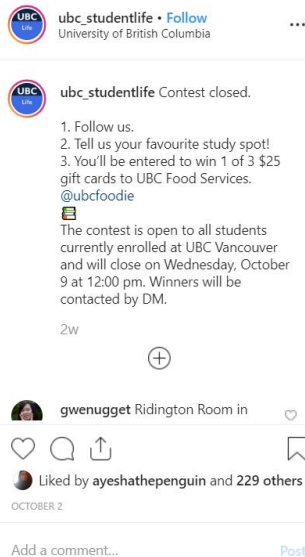 UBC
Life
ubc_studentlife • Follow
University of British Columbia
UBC
Life
ubc_studentlife Contest closed.
1. Follow us.
2. Tell us your favourite study spot!
3. You'll be entered to win 1 of 3 $25
gift cards to UBC Food Services.
@ubcfoodie
The contest is open to all students
currently enrolled at UBC Vancouver
and will close on Wednesday, October
9 at 12:00 pm. Winners will be
contacted by DM.
2w
gwenugget Ridington Room in
Liked by ayeshathepenguin and 229 others
OCTOBER 2
Add a comment...
Post